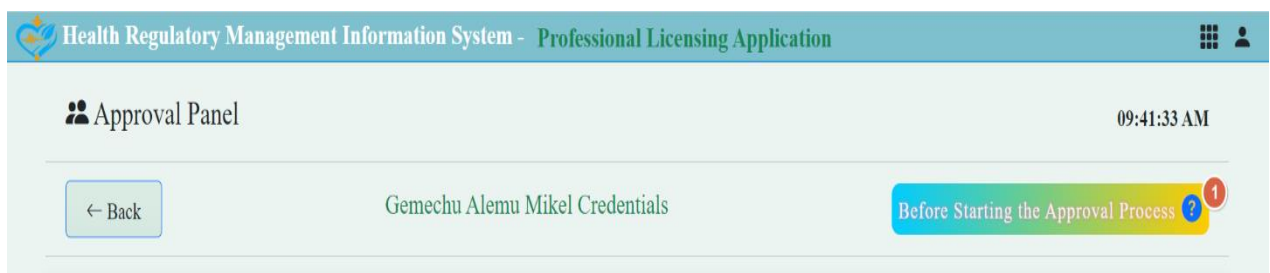 Health Regulatory Management Information System - Professional Licensing Application
Approval Panel
09:41:33 AM
← Back
Gemechu Alemu Mikel Credentials
Before Starting the Approval Process ?
1